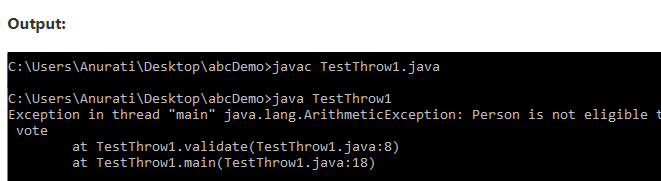 Output:
C:\Users\Anurati\Desktop\abcDemo>javac TestThrow1.java
C:\Users\Anurati\Desktop\abcDemo>java TestThrow1
Exception in thread "main" java.lang.ArithmeticException: Person is not eligible t
 vote
        at TestThrow1.validate(TestThrow1.java:8)
        at TestThrow1.main(TestThrow1.java:18)